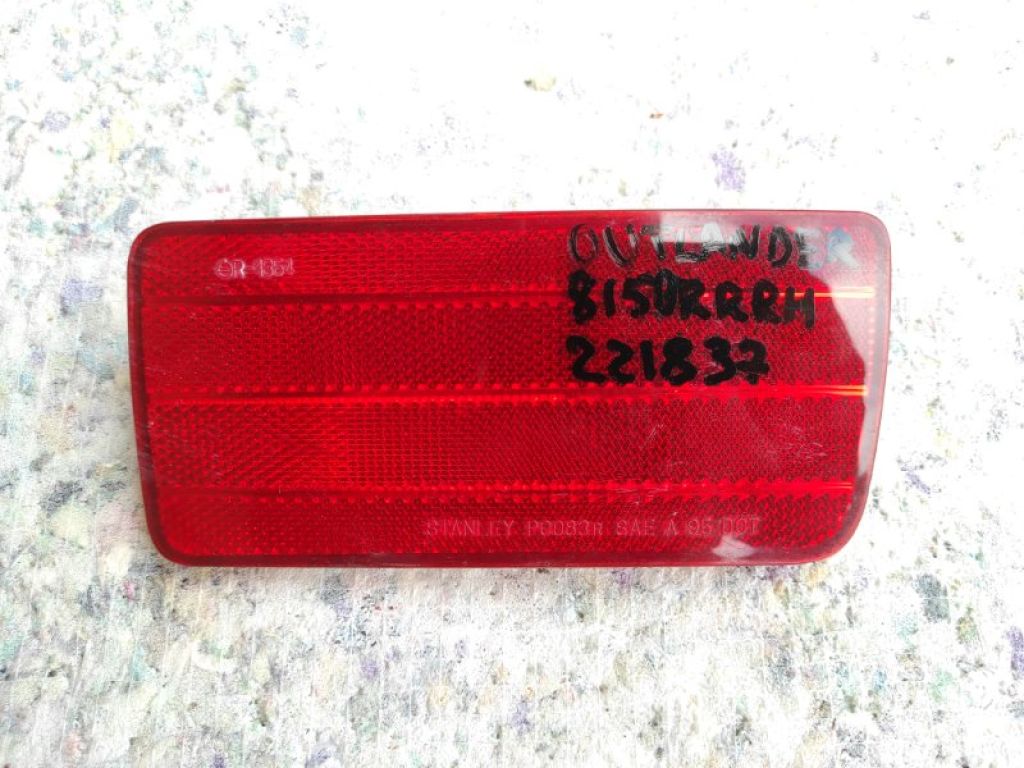 OUTLANDER
8150RRRH
221837
STANLEY P0083R SAE A 95 DOT